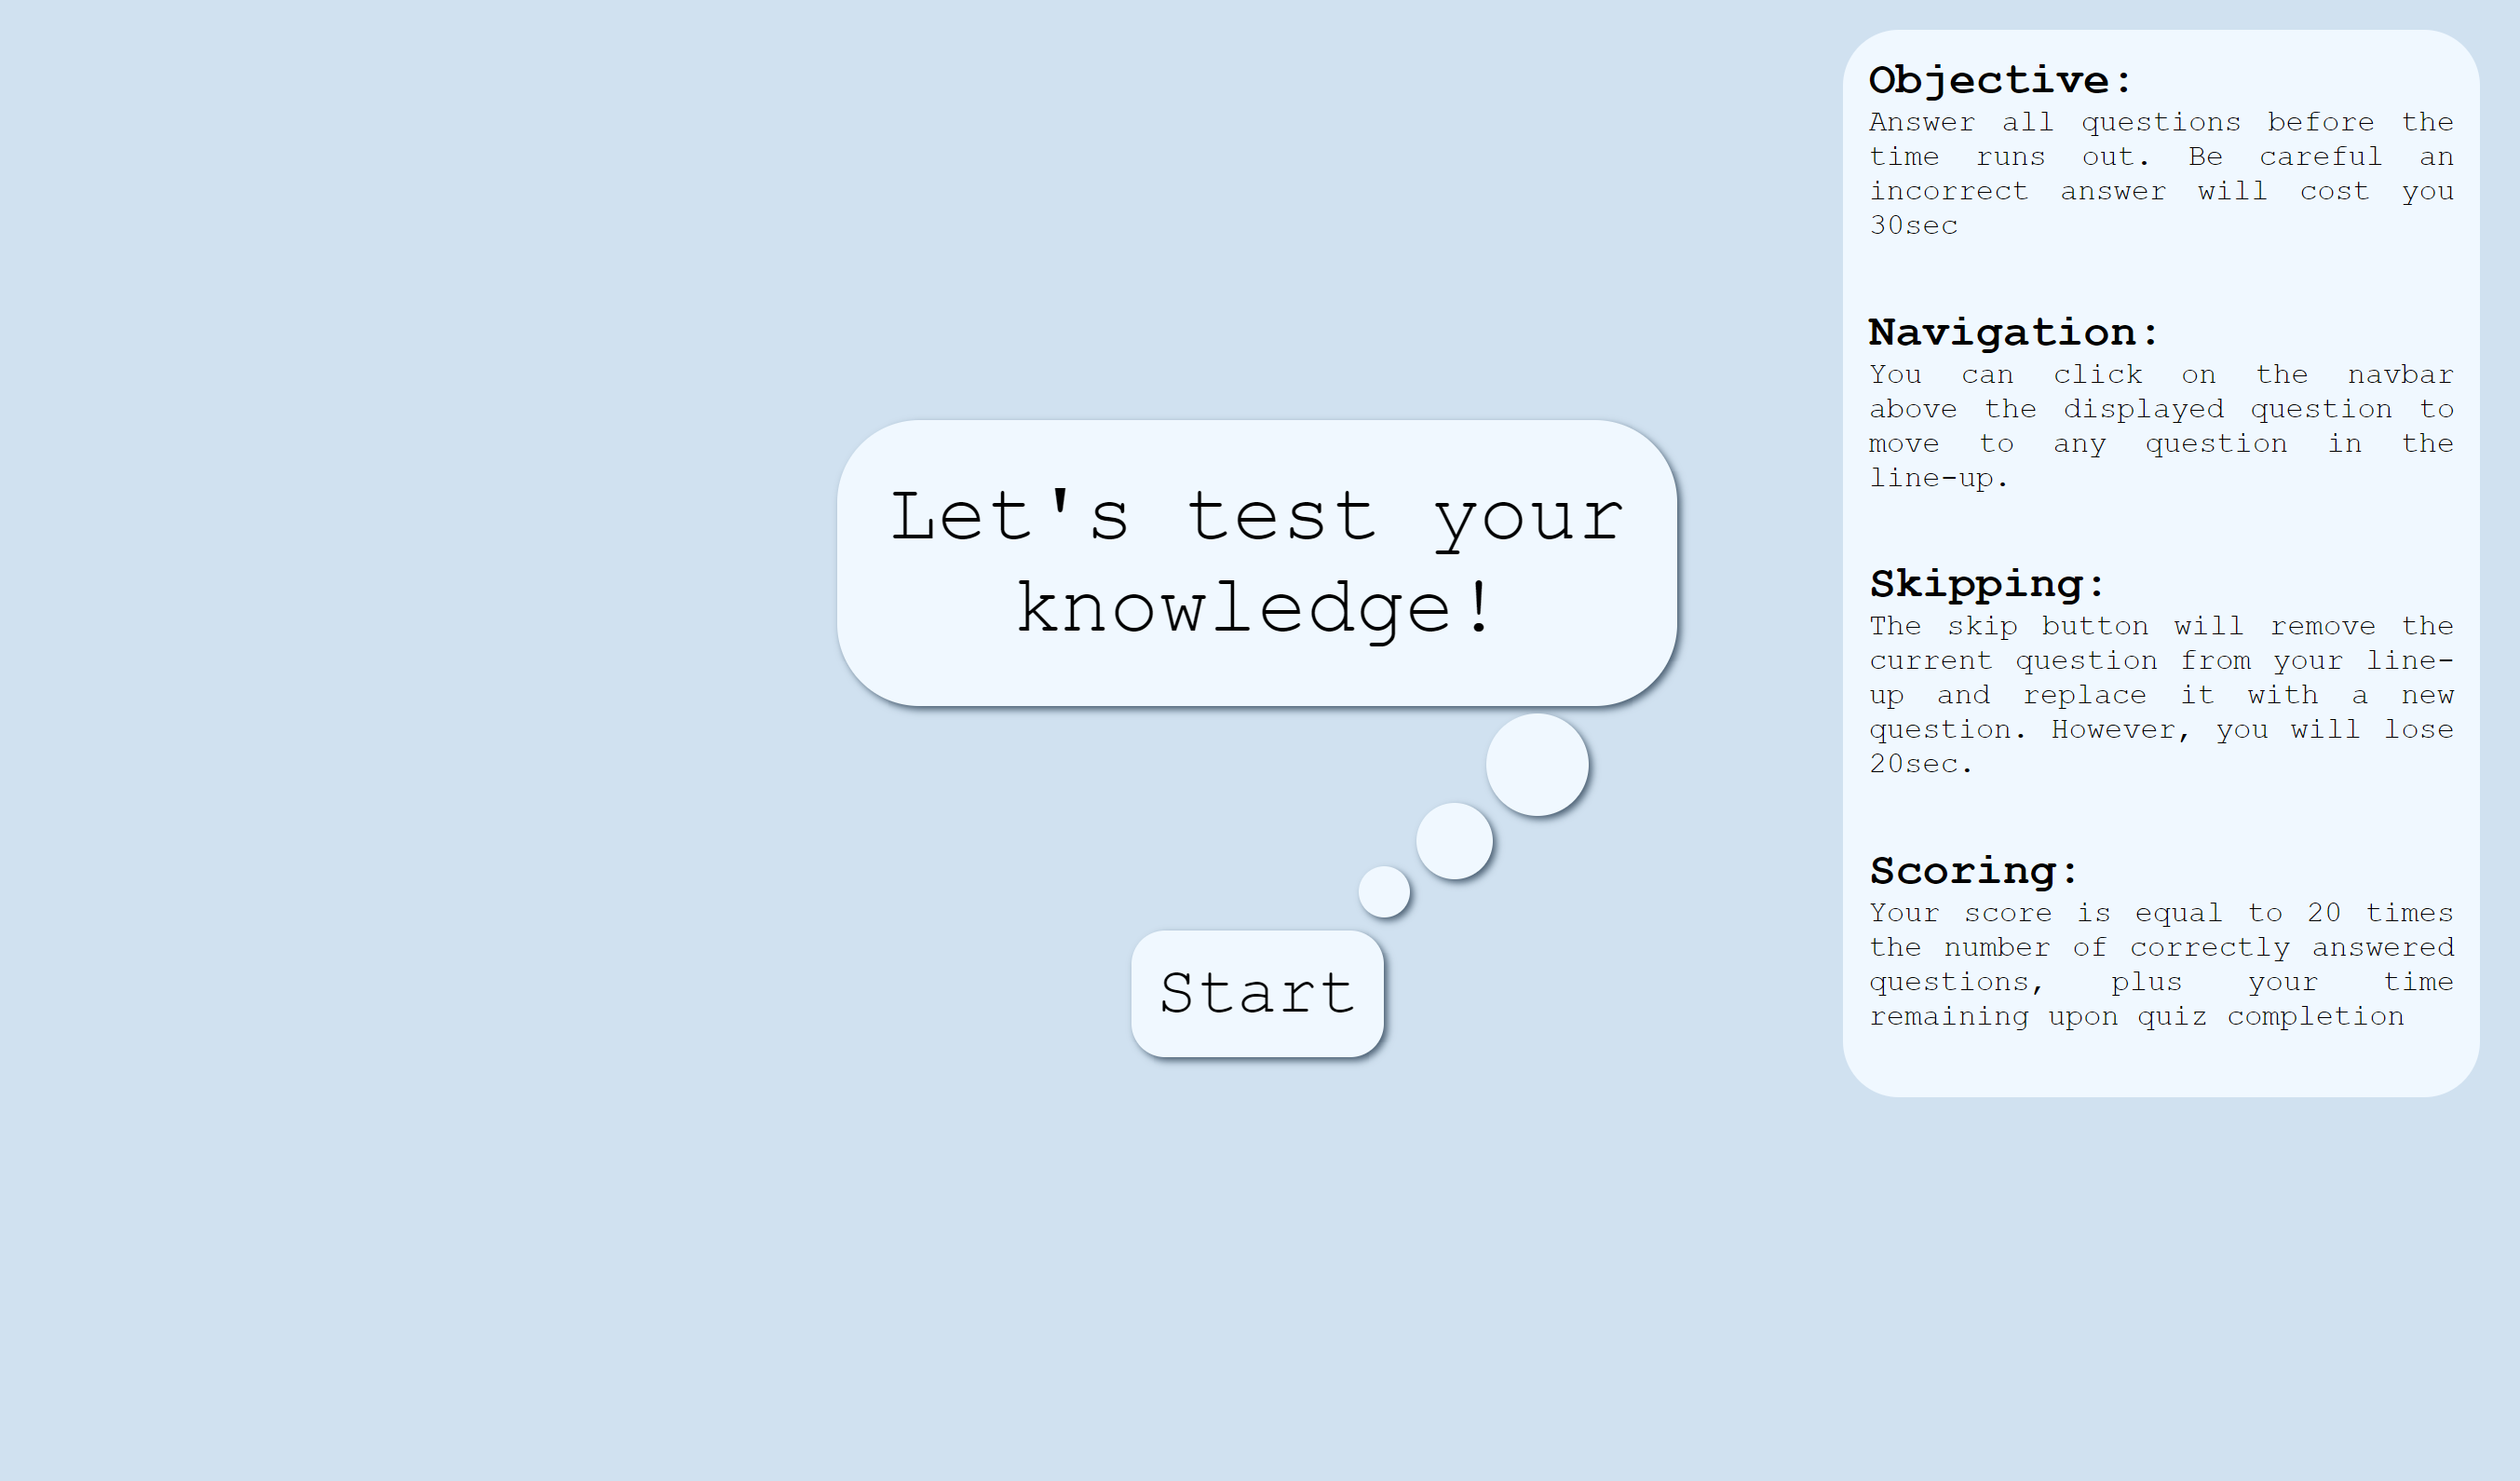 Let's test your
knowledge!
Start
Objective:
Answer all questions before the
time runs out. Be careful an
incorrect answer will cost you
30sec
Navigation:
You can click on the navbar
above the displayed question to
move to any question in the
line-up.
Skipping:
The skip button will remove the
current question from your line-
up and replace it with a new
question. However, you will lose
20sec.
Scoring:
Your score is equal to 20 times
the number of correctly answered
questions, plus your time
remaining upon quiz completion